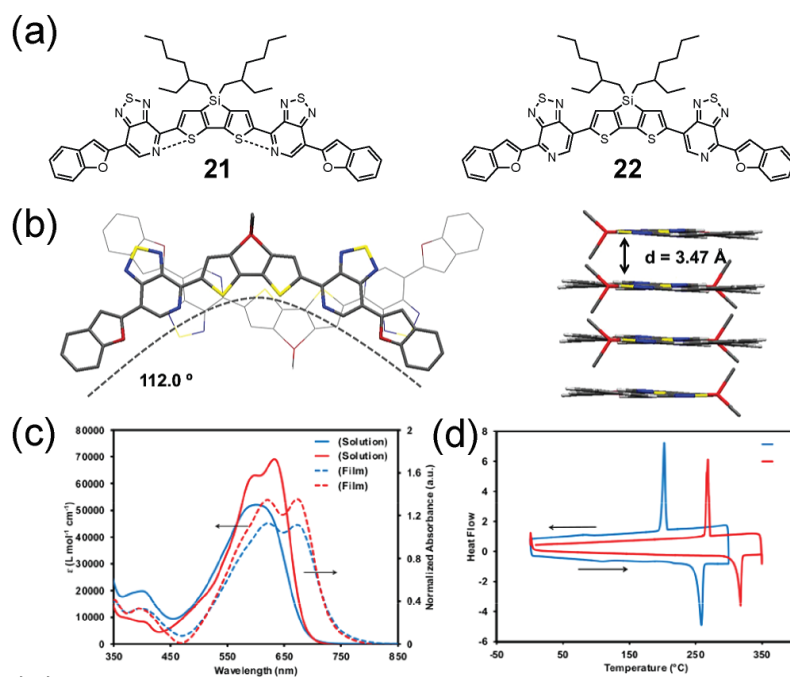 (a)
S
N
N
Si
S
S
N
N
O
N
N
O
21
S
N
N
Si
S
N
N
S
S
O
N
N
O
22
(b)
112.0 º
d = 3.47 Å
(c)
80000
70000
60000
50000
40000
30000
20000
10000
0
ε (L mol⁻¹ cm⁻¹)
350
450
550
650
750
850
Wavelength (nm)
2
1.6
1.2
0.8
0.4
0
Normalized Absorbance (a.u.)
(Solution)
(Solution)
(Film)
(Film)
(d)
8
6
4
2
0
-2
-4
-6
Heat Flow
-50
50
150
250
350
Temperature (°C)